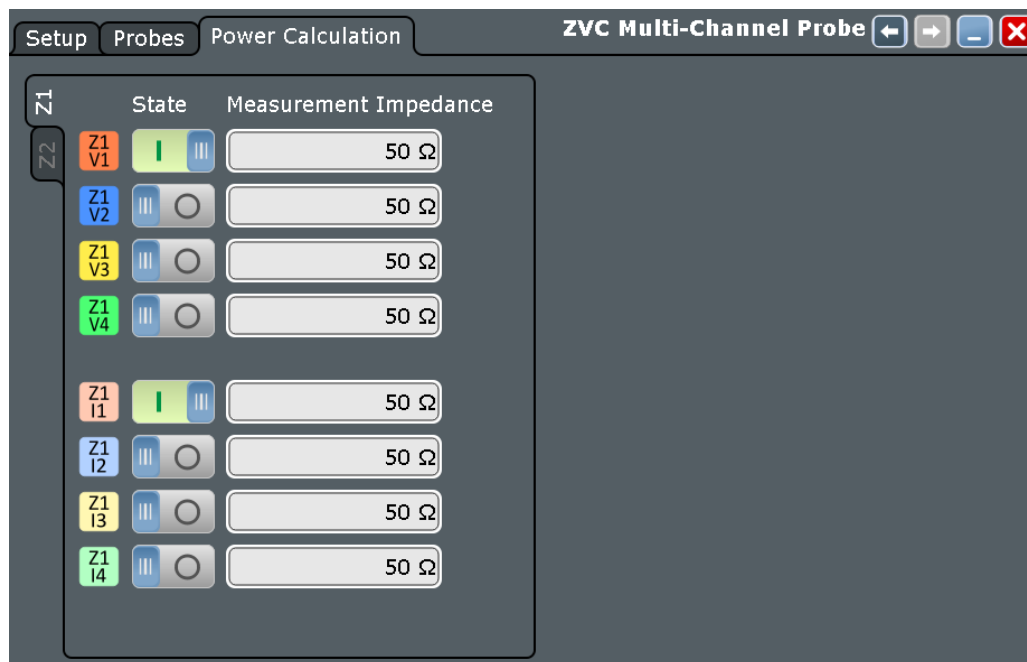 Setup Probes Power Calculation ZVC Multi-Channel Probe
Z1
Z2
State Measurement Impedance
Z1 V1 50 Ω
Z1 V2 50 Ω
Z1 V3 50 Ω
Z1 V4 50 Ω
Z1 I1 50 Ω
Z1 I2 50 Ω
Z1 I3 50 Ω
Z1 I4 50 Ω